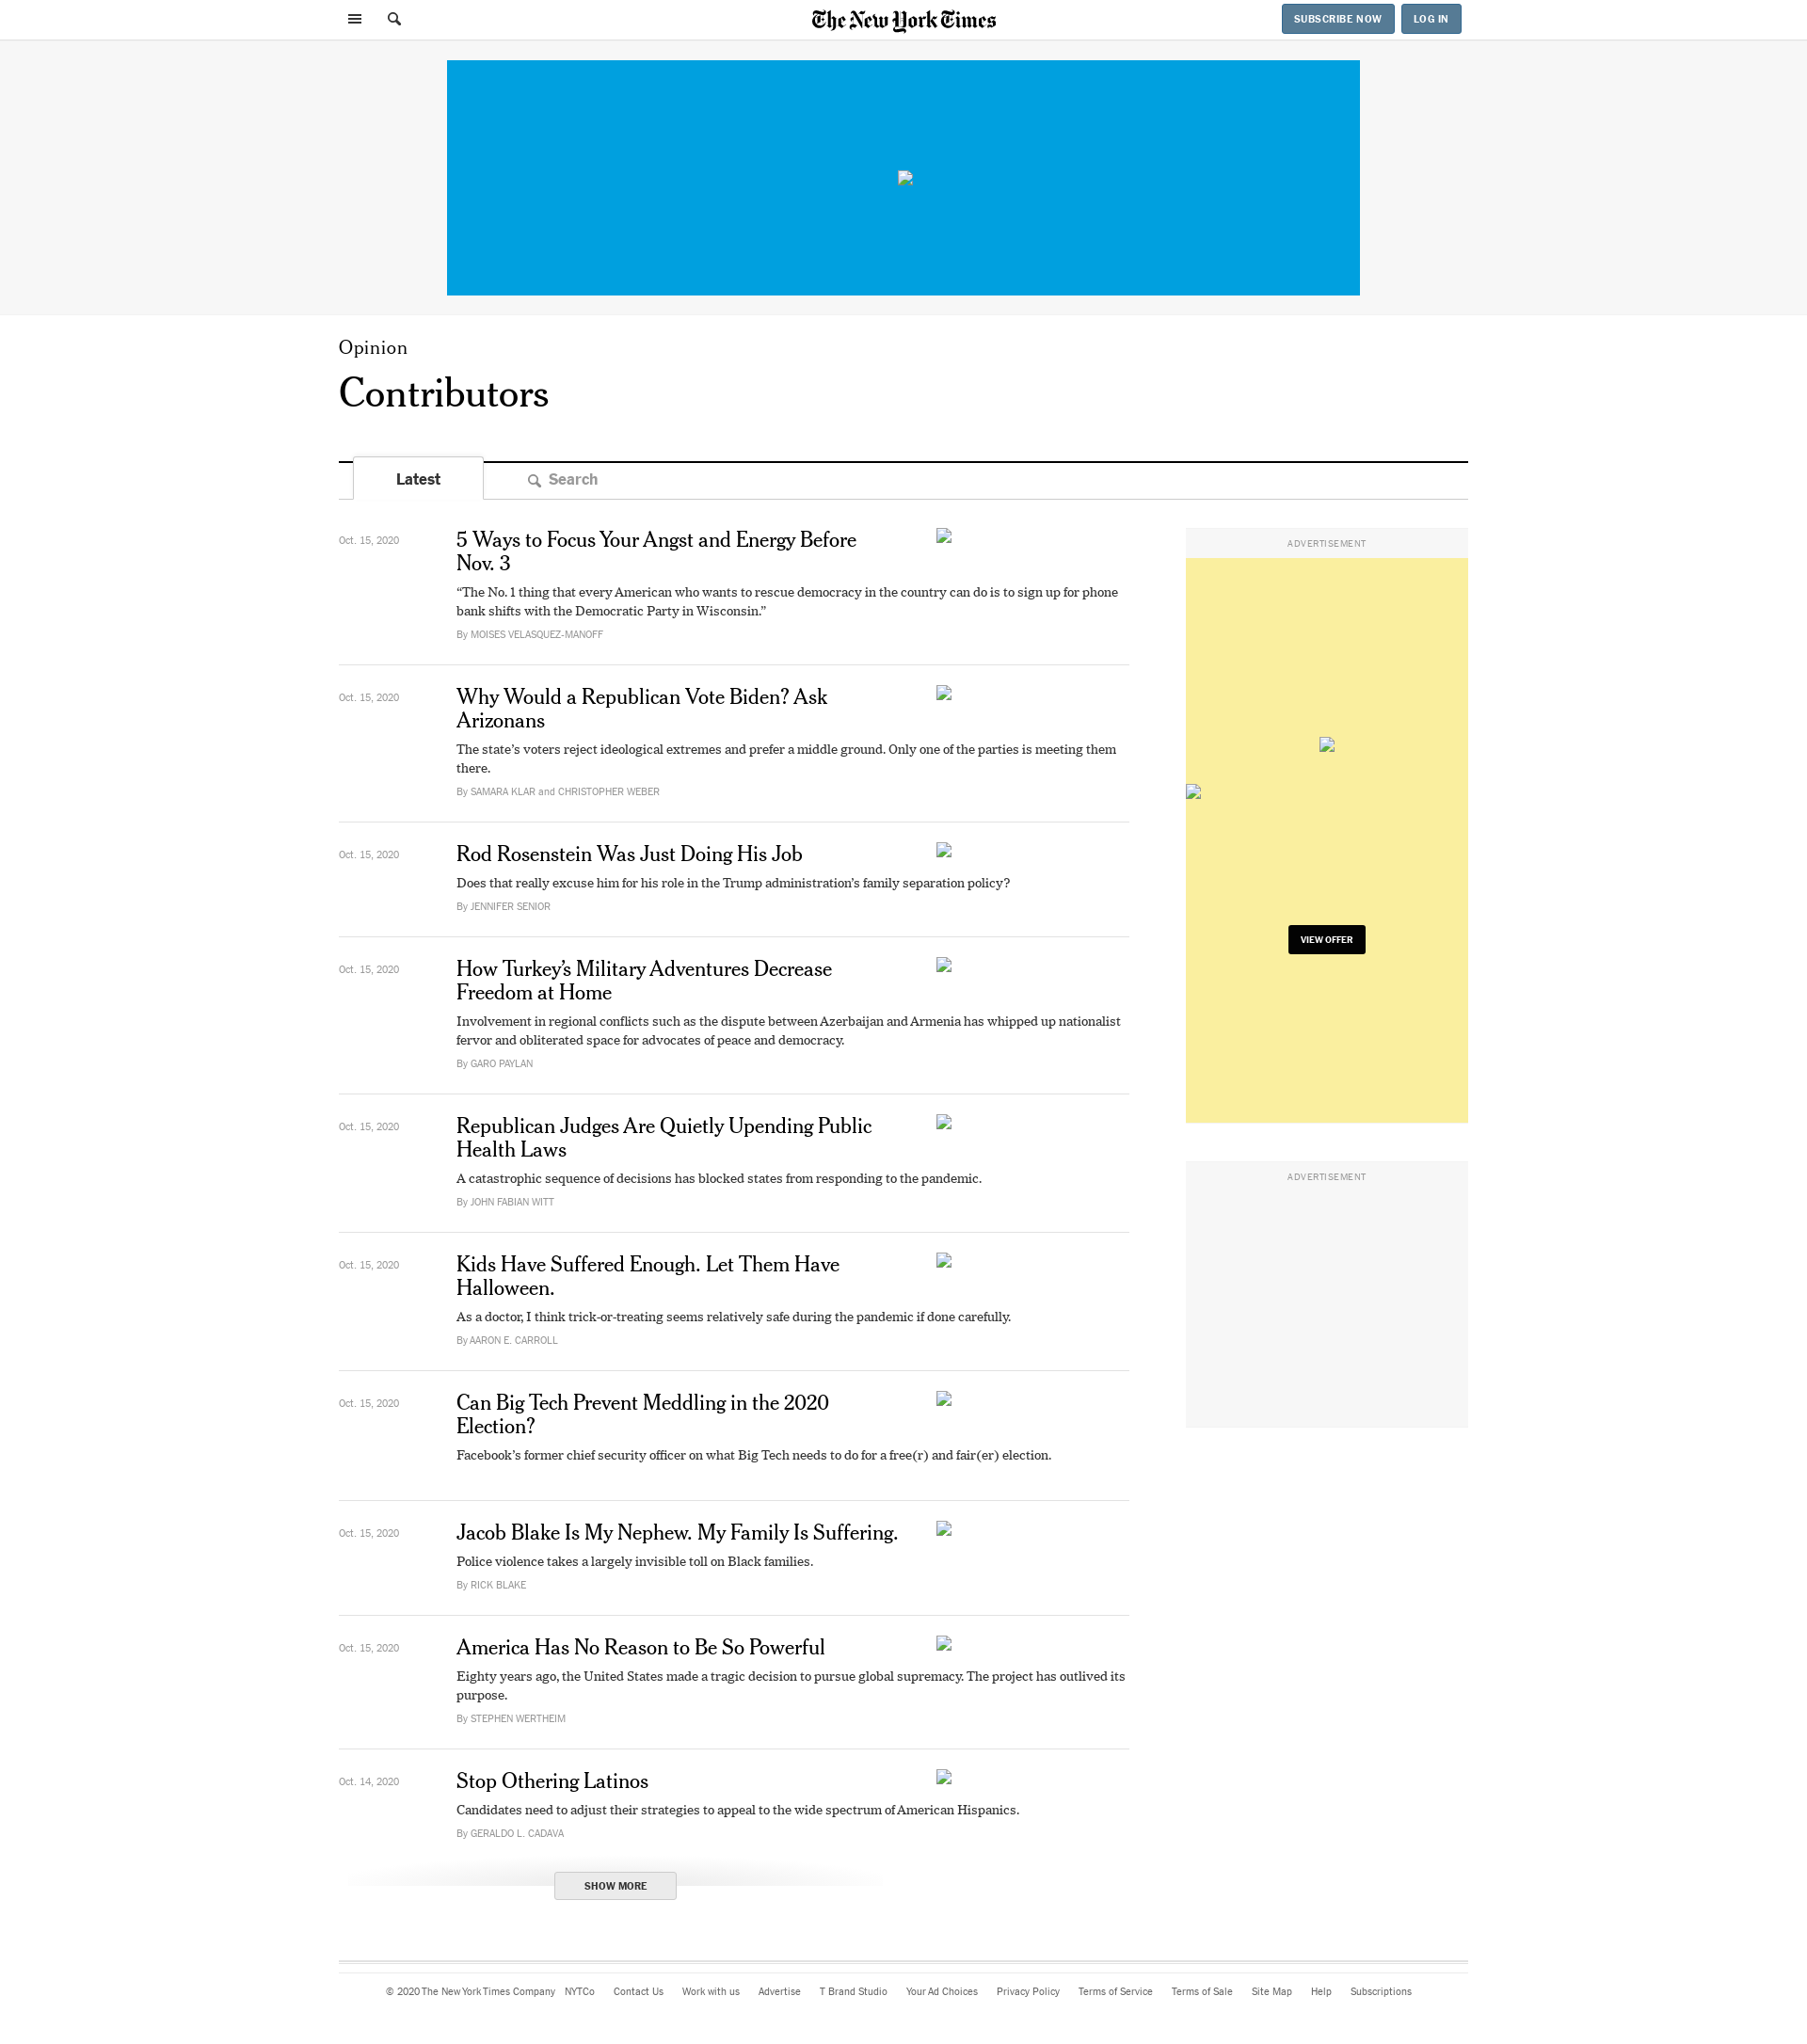 The New York Times
SUBSCRIBE NOW
LOG IN
Opinion
Contributors
Latest
Search
Oct. 15, 2020
5 Ways to Focus Your Angst and Energy Before
Nov. 3
“The No. 1 thing that every American who wants to rescue democracy in the country can do is to sign up for phone
bank shifts with the Democratic Party in Wisconsin.”
By MOISES VELASQUEZ-MANOFF
Oct. 15, 2020
Why Would a Republican Vote Biden? Ask
Arizonans
The state’s voters reject ideological extremes and prefer a middle ground. Only one of the parties is meeting them
there.
By SAMARA KLAR and CHRISTOPHER WEBER
Oct. 15, 2020
Rod Rosenstein Was Just Doing His Job
Does that really excuse him for his role in the Trump administration’s family separation policy?
By JENNIFER SENIOR
Oct. 15, 2020
How Turkey’s Military Adventures Decrease
Freedom at Home
Involvement in regional conflicts such as the dispute between Azerbaijan and Armenia has whipped up nationalist
fervor and obliterated space for advocates of peace and democracy.
By GARO PAYLAN
Oct. 15, 2020
Republican Judges Are Quietly Upending Public
Health Laws
A catastrophic sequence of decisions has blocked states from responding to the pandemic.
By JOHN FABIAN WITT
Oct. 15, 2020
Kids Have Suffered Enough. Let Them Have
Halloween.
As a doctor, I think trick-or-treating seems relatively safe during the pandemic if done carefully.
By AARON E. CARROLL
Oct. 15, 2020
Can Big Tech Prevent Meddling in the 2020
Election?
Facebook’s former chief security officer on what Big Tech needs to do for a free(r) and fair(er) election.
Oct. 15, 2020
Jacob Blake Is My Nephew. My Family Is Suffering.
Police violence takes a largely invisible toll on Black families.
By RICK BLAKE
Oct. 15, 2020
America Has No Reason to Be So Powerful
Eighty years ago, the United States made a tragic decision to pursue global supremacy. The project has outlived its
purpose.
By STEPHEN WERTHEIM
Oct. 14, 2020
Stop Othering Latinos
Candidates need to adjust their strategies to appeal to the wide spectrum of American Hispanics.
By GERALDO L. CADAVA
SHOW MORE
ADVERTISEMENT
VIEW OFFER
ADVERTISEMENT
© 2020 The New York Times Company NYTCo Contact Us Work with us Advertise T Brand Studio Your Ad Choices Privacy Policy Terms of Service Terms of Sale Site Map Help Subscriptions